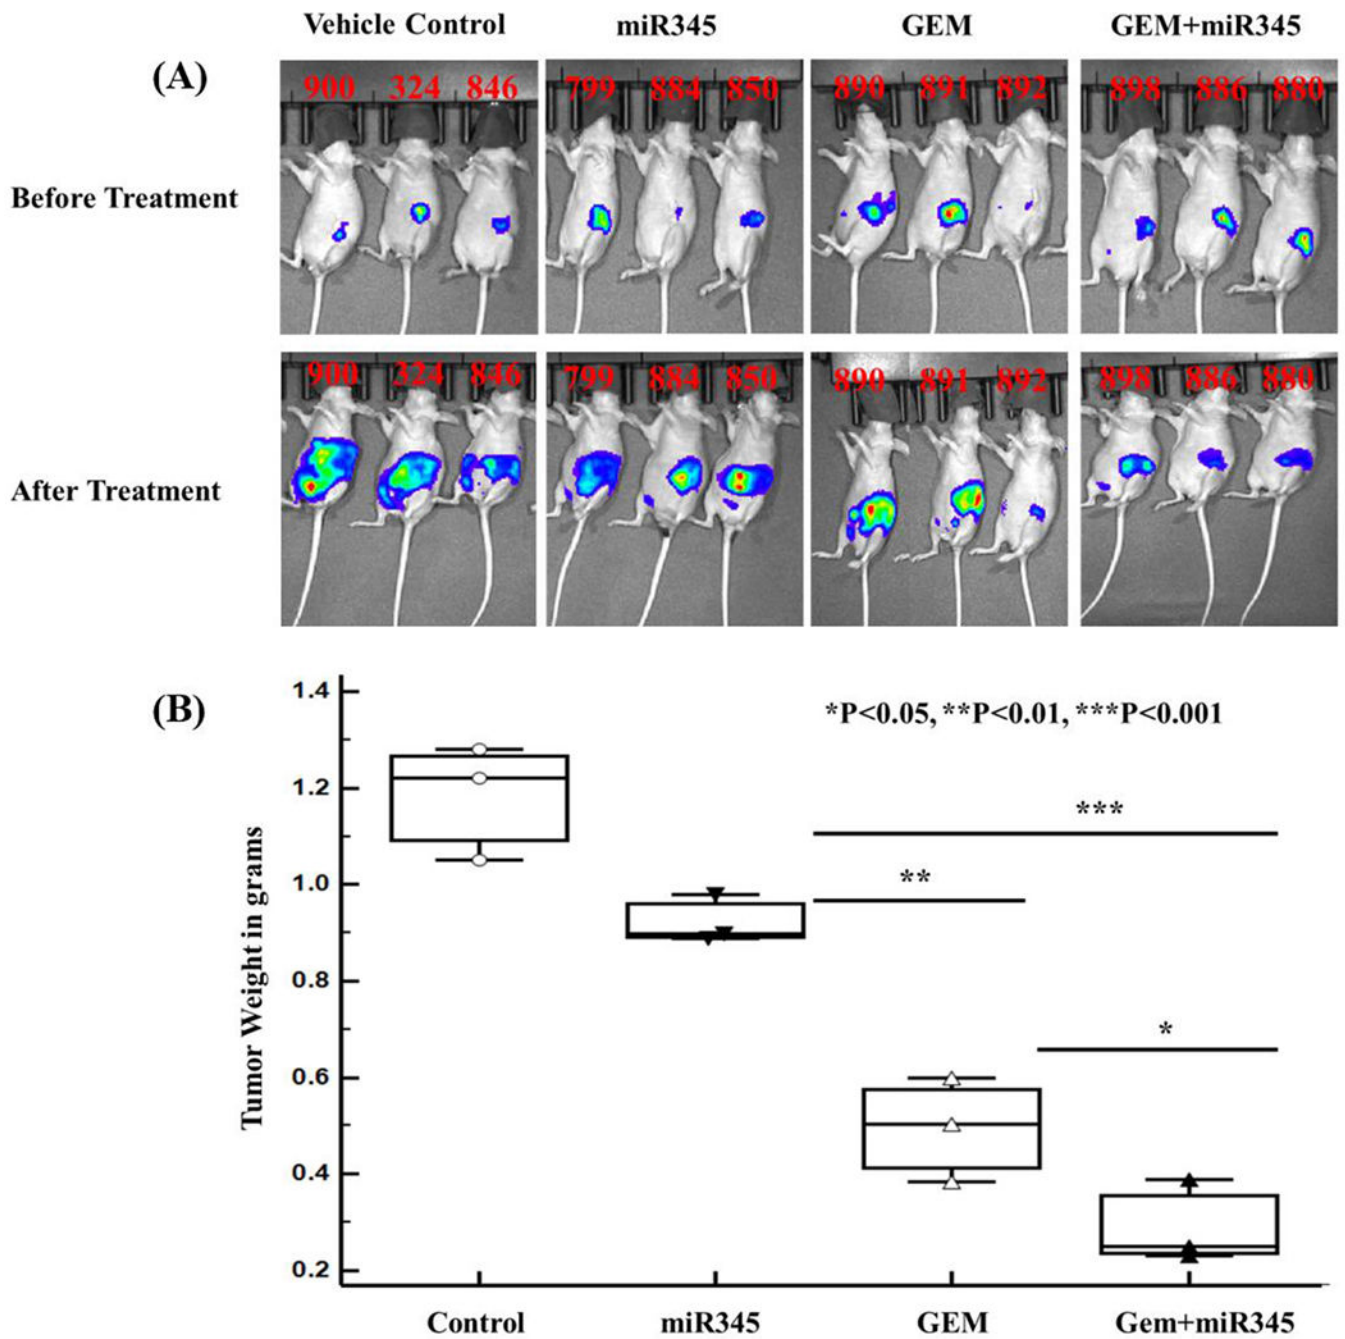 Vehicle Control miR345 GEM GEM+miR345
(A)
900 324 846 799 884 850 890 891 892 898 886 880
Before Treatment
900 324 846 799 884 850 890 891 892 898 886 880
After Treatment
(B)
1.4
*P<0.05, **P<0.01, ***P<0.001
1.2
***
1.0
**
0.8
*
0.6
0.4
0.2
Tumor Weight in grams
Control miR345 GEM Gem+miR345